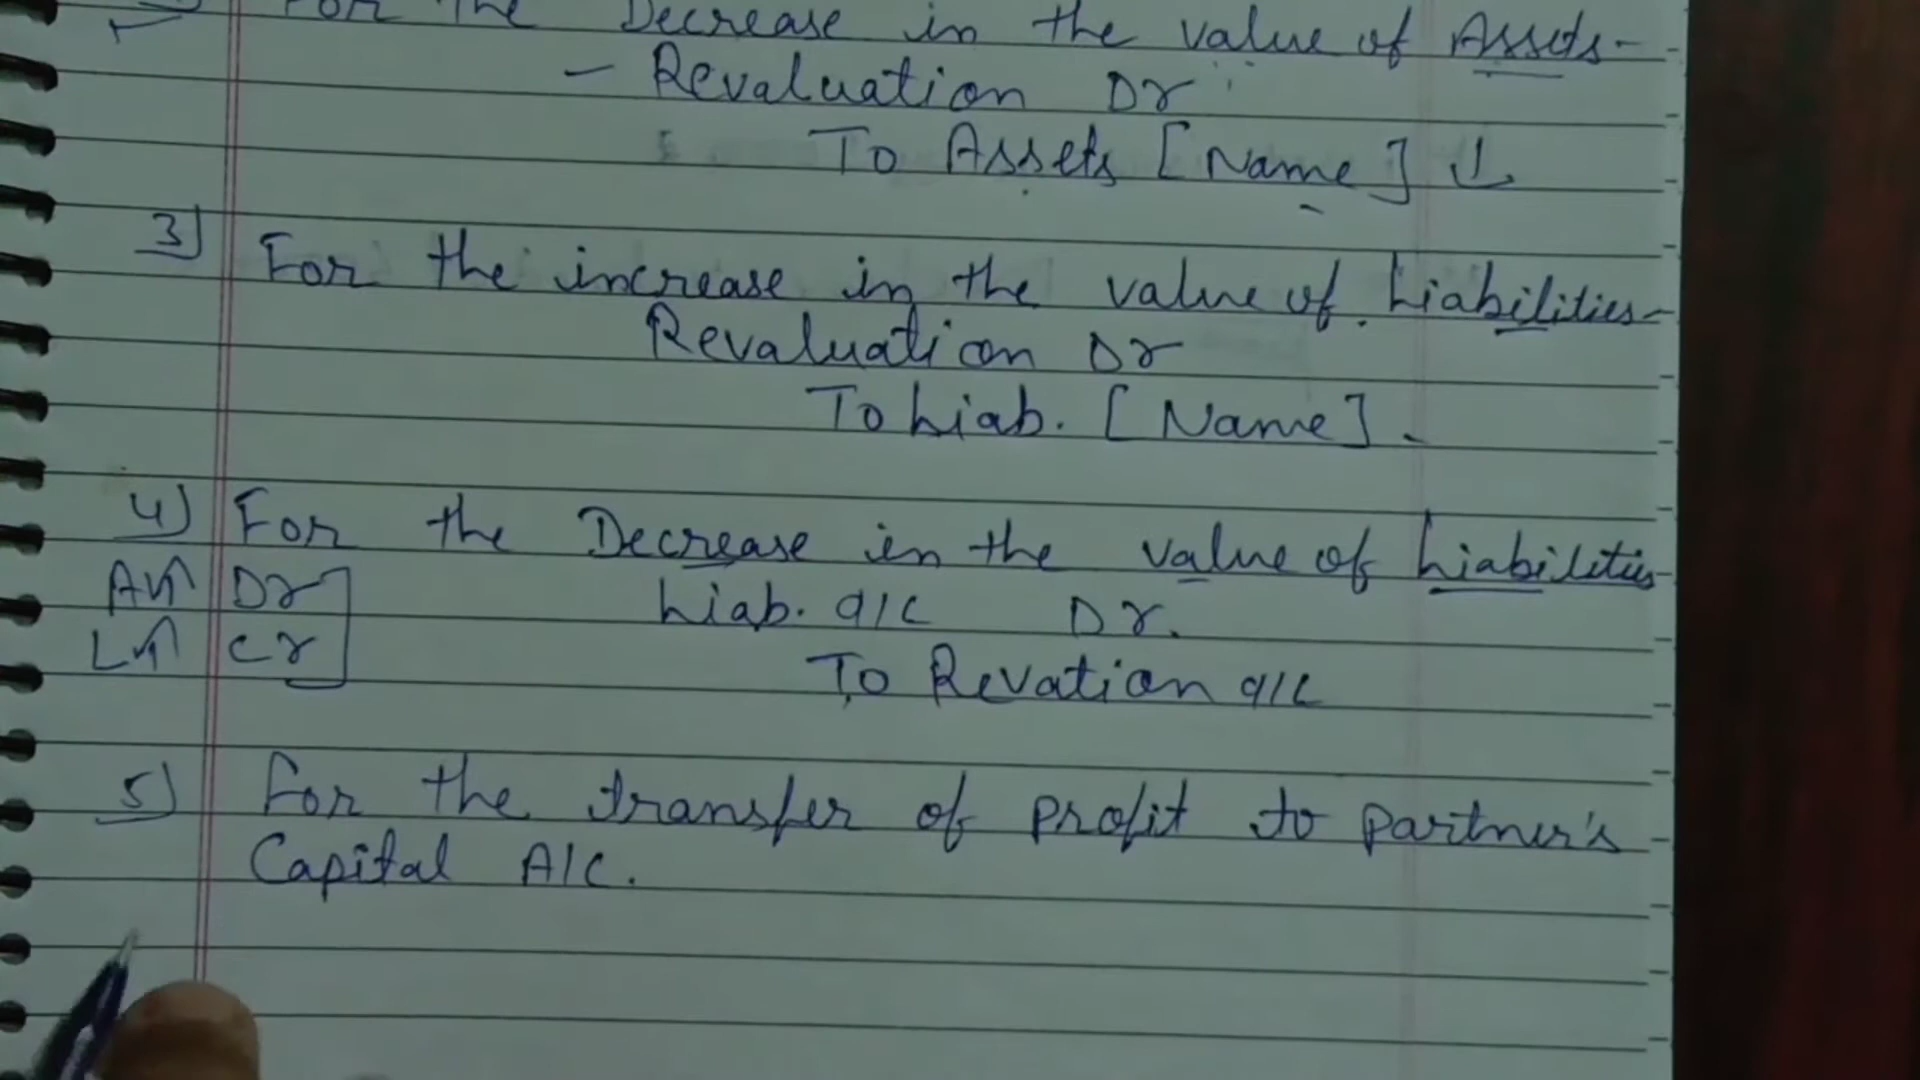 For the Decrease in the value of Assets-
- Revaluation Dr
To Assets [Name] ↓
3) For the increase in the value of Liabilities-
Revaluation Dr
To Liab. [Name].
4) For the Decrease in the value of Liabilities
A↑ Dr Liab. a/c Dr.
L↑ Cr To Revation a/c
5) For the transfer of profit to partner's
Capital A/C.